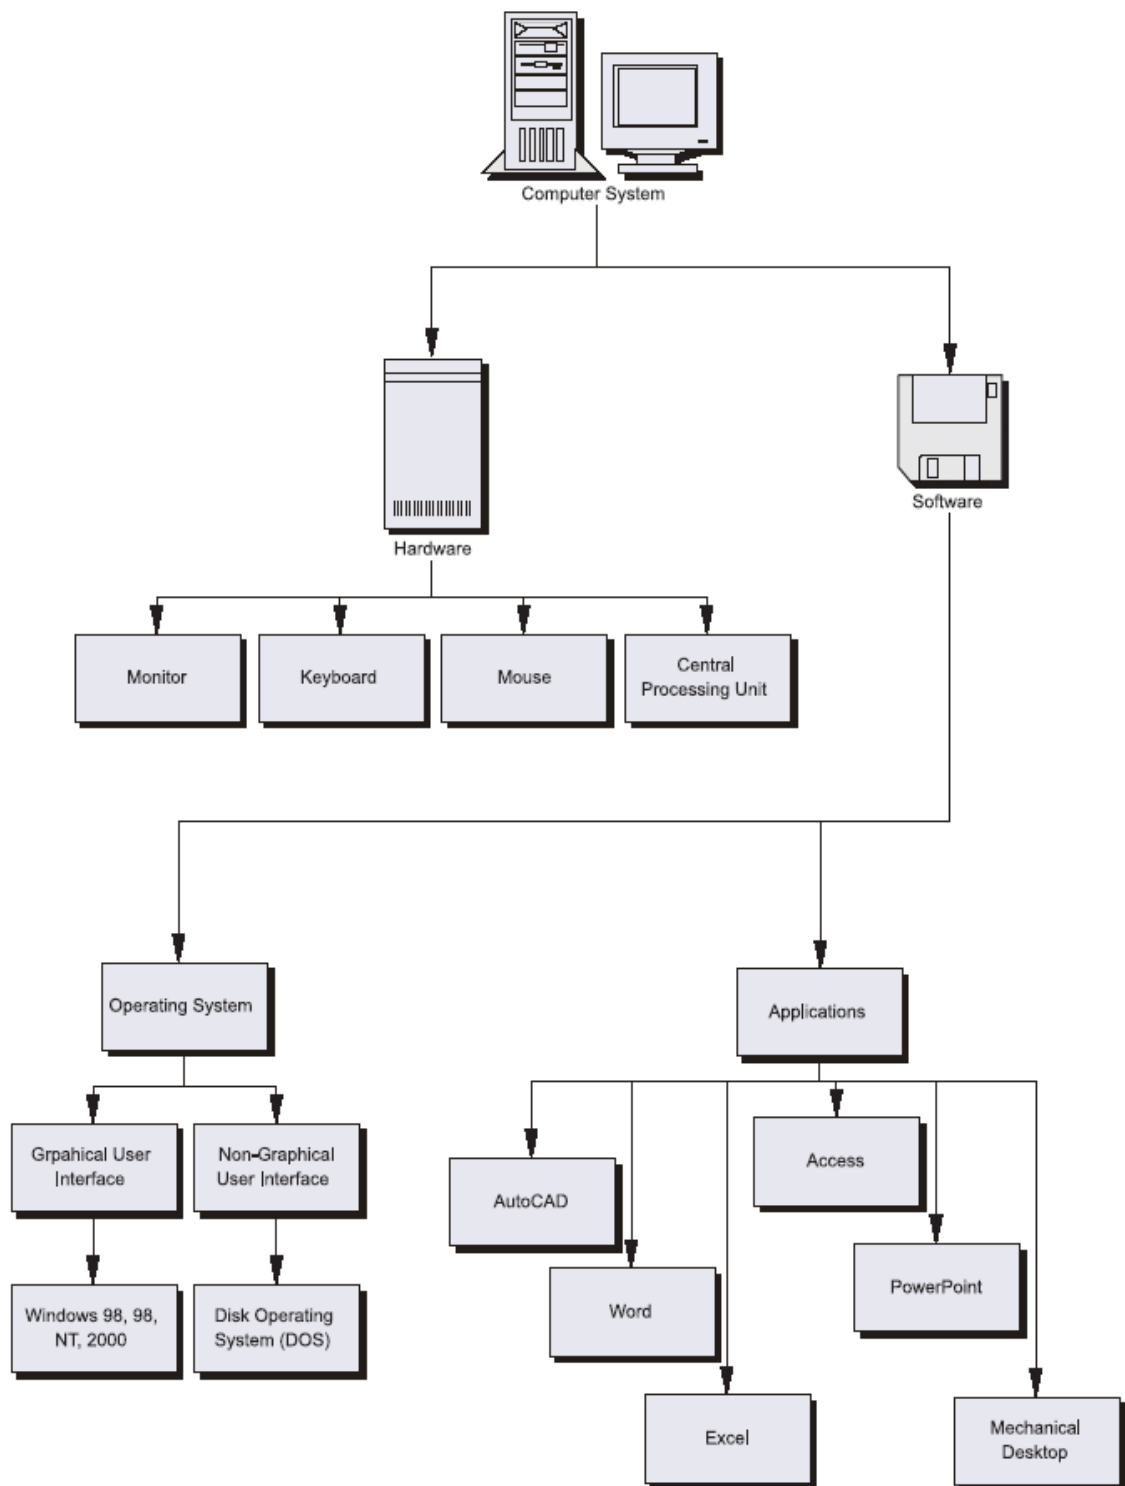 Computer System
Hardware
Software
Monitor
Keyboard
Mouse
Central
Processing Unit
Operating System
Applications
Grpahical User
Interface
Non-Graphical
User Interface
Access
AutoCAD
PowerPoint
Word
Windows 98, 98,
NT, 2000
Disk Operating
System (DOS)
Excel
Mechanical
Desktop